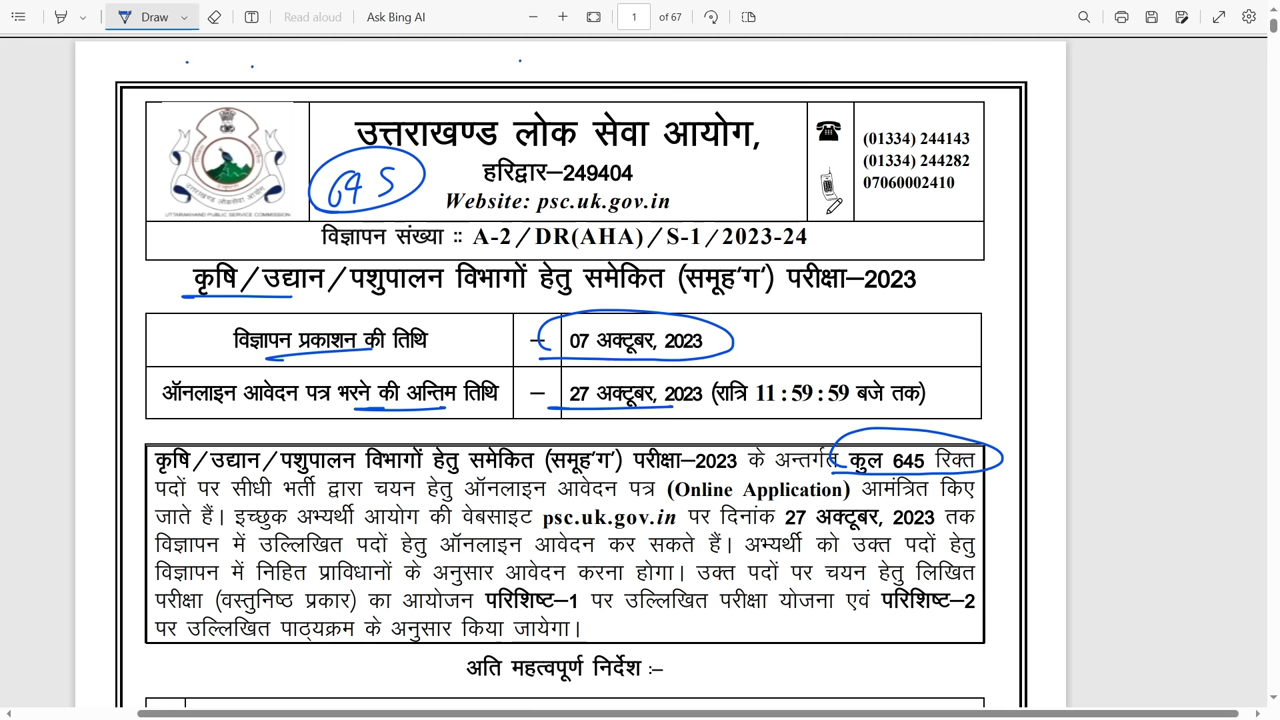 Draw
Read aloud
Ask Bing AI
1 of 67
उत्तराखण्ड लोक सेवा आयोग,
हरिद्वार–249404
Website: psc.uk.gov.in
645
(01334) 244143
(01334) 244282
07060002410
UTTARAKHAND PUBLIC SERVICE COMMISSION
विज्ञापन संख्या :: A-2/DR(AHA)/S-1/2023-24
कृषि/उद्यान/पशुपालन विभागों हेतु समेकित (समूह'ग') परीक्षा–2023
विज्ञापन प्रकाशन की तिथि – 07 अक्टूबर, 2023
ऑनलाइन आवेदन पत्र भरने की अन्तिम तिथि – 27 अक्टूबर, 2023 (रात्रि 11:59:59 बजे तक)
कृषि/उद्यान/पशुपालन विभागों हेतु समेकित (समूह'ग') परीक्षा–2023 के अन्तर्गत कुल 645 रिक्त
पदों पर सीधी भर्ती द्वारा चयन हेतु ऑनलाइन आवेदन पत्र (Online Application) आमंत्रित किए
जाते हैं। इच्छुक अभ्यर्थी आयोग की वेबसाइट psc.uk.gov.in पर दिनांक 27 अक्टूबर, 2023 तक
विज्ञापन में उल्लिखित पदों हेतु ऑनलाइन आवेदन कर सकते हैं। अभ्यर्थी को उक्त पदों हेतु
विज्ञापन में निहित प्राविधानों के अनुसार आवेदन करना होगा। उक्त पदों पर चयन हेतु लिखित
परीक्षा (वस्तुनिष्ठ प्रकार) का आयोजन परिशिष्ट–1 पर उल्लिखित परीक्षा योजना एवं परिशिष्ट–2
पर उल्लिखित पाठ्यक्रम के अनुसार किया जायेगा।
अति महत्वपूर्ण निर्देश :–